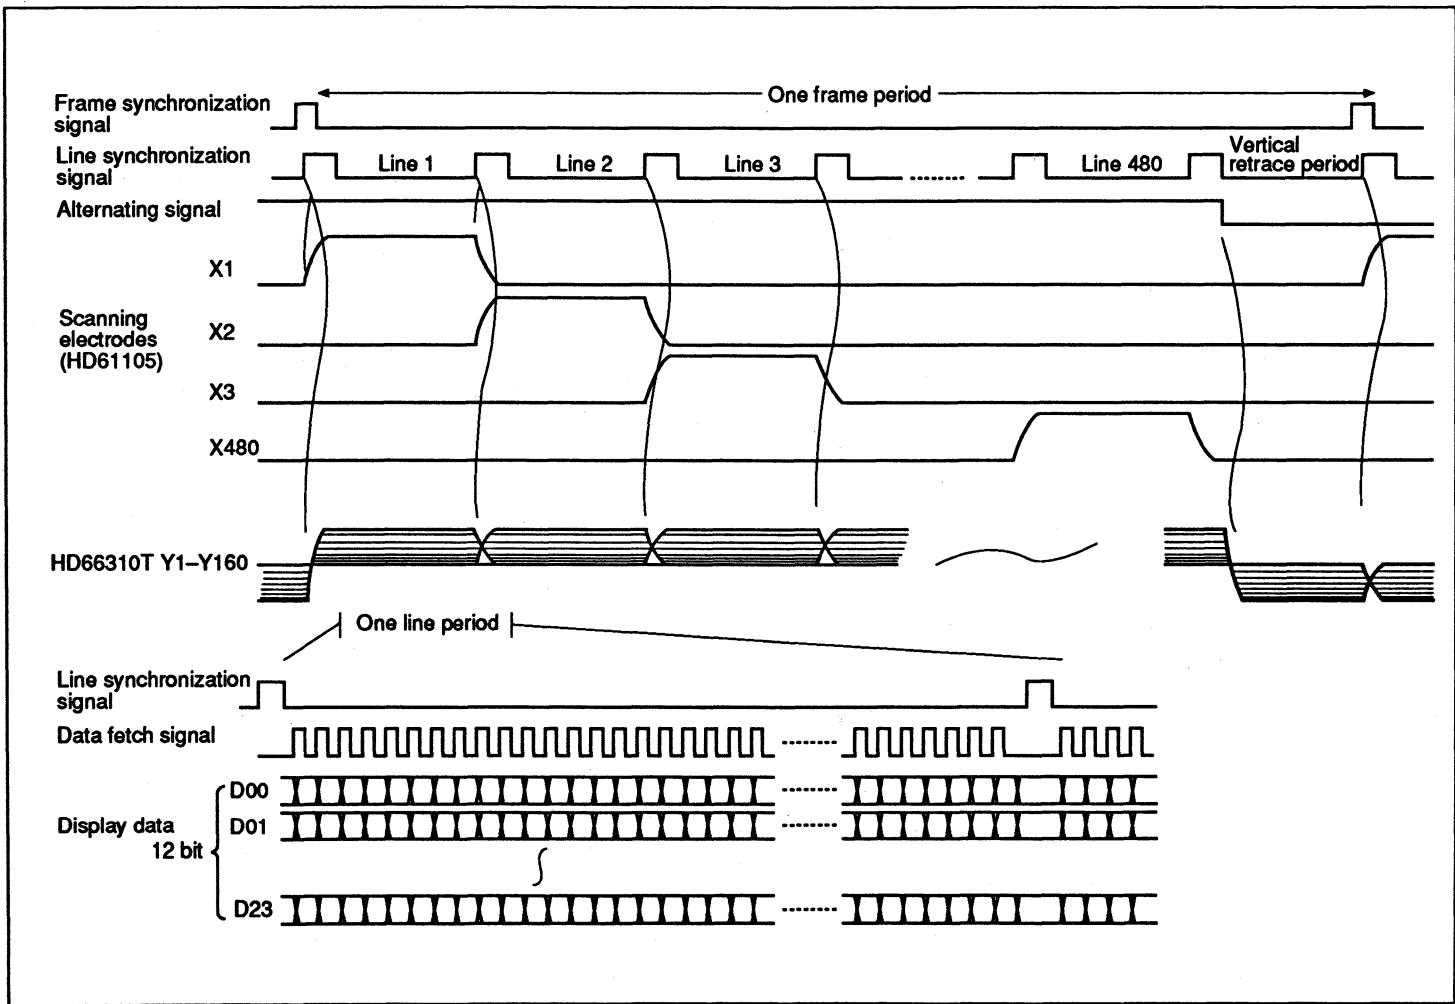 One frame period
Frame synchronization
signal
Line synchronization
signal
Line 1
Line 2
Line 3
Line 480
Vertical
retrace period
Alternating signal
X1
Scanning
electrodes
(HD61105)
X2
X3
X480
HD66310T Y1–Y160
One line period
Line synchronization
signal
Data fetch signal
Display data
12 bit
D00
D01
D23